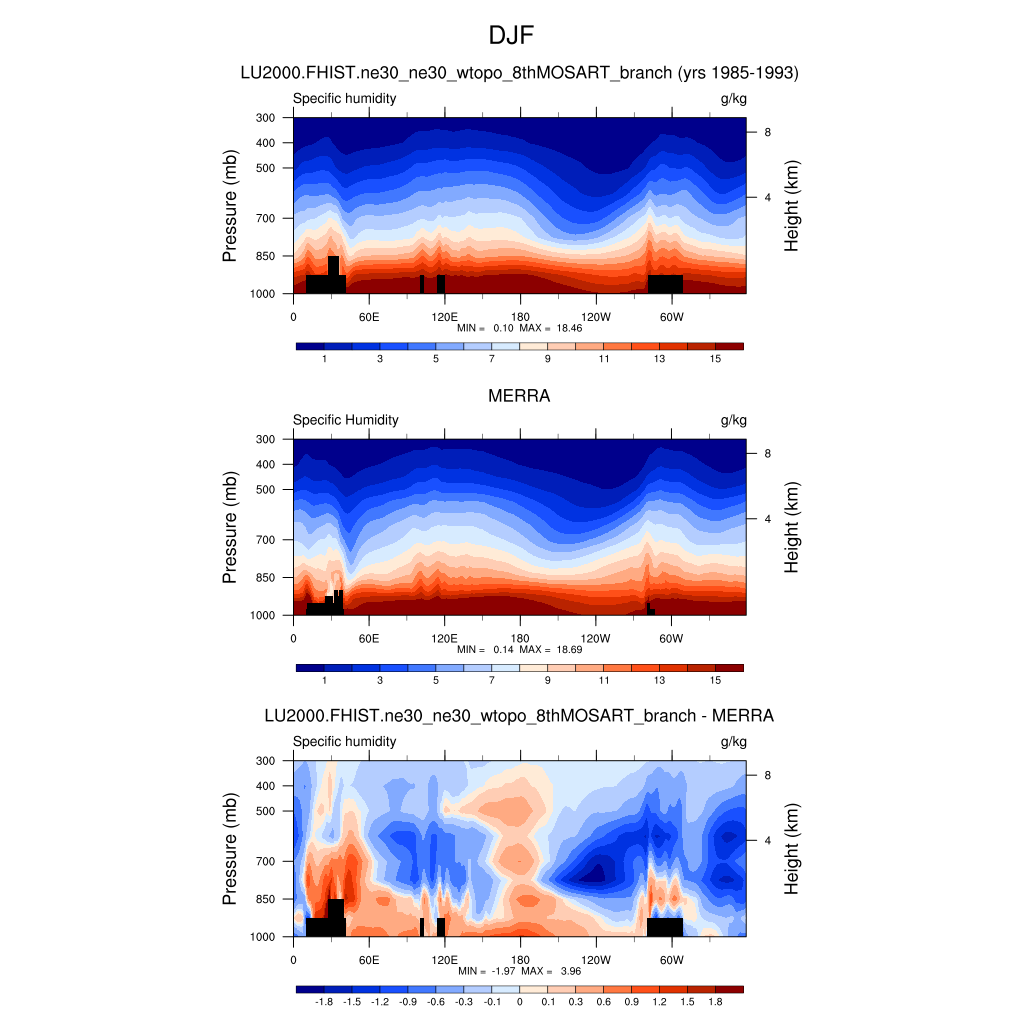 DJF
LU2000.FHIST.ne30_ne30_wtopo_8thMOSART_branch (yrs 1985-1993)
Specific humidity g/kg
300
400
500
700
850
1000
Pressure (mb)
8
4
Height (km)
0 60E 120E 180 120W 60W
MIN = 0.10 MAX = 18.46
1 3 5 7 9 11 13 15
MERRA
Specific Humidity g/kg
300
400
500
700
850
1000
Pressure (mb)
8
4
Height (km)
0 60E 120E 180 120W 60W
MIN = 0.14 MAX = 18.69
1 3 5 7 9 11 13 15
LU2000.FHIST.ne30_ne30_wtopo_8thMOSART_branch - MERRA
Specific humidity g/kg
300
400
500
700
850
1000
Pressure (mb)
8
4
Height (km)
0 60E 120E 180 120W 60W
MIN = -1.97 MAX = 3.96
-1.8 -1.5 -1.2 -0.9 -0.6 -0.3 -0.1 0 0.1 0.3 0.6 0.9 1.2 1.5 1.8